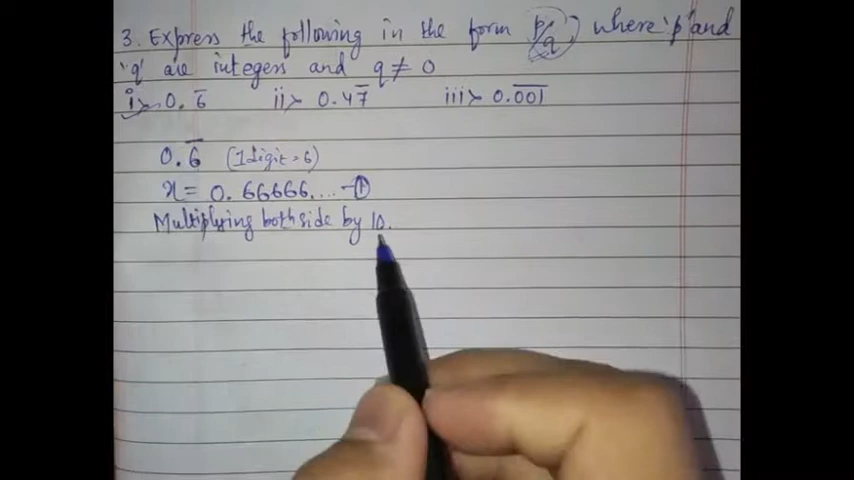 3. Express the following in the form p/q, where 'p' and
'q' are integers and q ≠ 0
i> 0.6̅ ii> 0.47̅ iii> 0.0̅0̅1̅
0.6̅ (1 digit = 6)
x = 0.66666.... —①
Multiplying both side by 10.